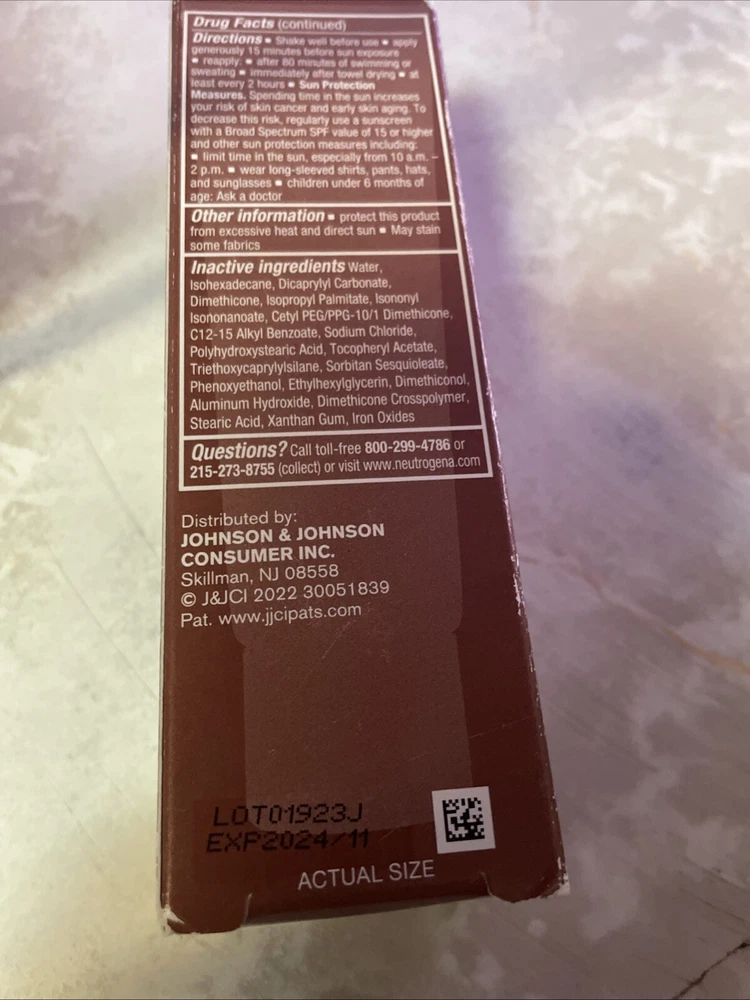 Drug Facts (continued)
Directions ▪ Shake well before use ▪ apply
generously 15 minutes before sun exposure
▪ reapply: ▪ after 80 minutes of swimming or
sweating ▪ immediately after towel drying ▪ at
least every 2 hours ▪ Sun Protection
Measures. Spending time in the sun increases
your risk of skin cancer and early skin aging. To
decrease this risk, regularly use a sunscreen
with a Broad Spectrum SPF value of 15 or higher
and other sun protection measures including:
▪ limit time in the sun, especially from 10 a.m. –
2 p.m. ▪ wear long-sleeved shirts, pants, hats,
and sunglasses ▪ children under 6 months of
age: Ask a doctor
Other information ▪ protect this product
from excessive heat and direct sun ▪ May stain
some fabrics
Inactive ingredients Water,
Isohexadecane, Dicaprylyl Carbonate,
Dimethicone, Isopropyl Palmitate, Isononyl
Isononanoate, Cetyl PEG/PPG-10/1 Dimethicone,
C12-15 Alkyl Benzoate, Sodium Chloride,
Polyhydroxystearic Acid, Tocopheryl Acetate,
Triethoxycaprylylsilane, Sorbitan Sesquioleate,
Phenoxyethanol, Ethylhexylglycerin, Dimethiconol,
Aluminum Hydroxide, Dimethicone Crosspolymer,
Stearic Acid, Xanthan Gum, Iron Oxides
Questions? Call toll-free 800-299-4786 or
215-273-8755 (collect) or visit www.neutrogena.com
Distributed by:
JOHNSON & JOHNSON
CONSUMER INC.
Skillman, NJ 08558
© J&JCI 2022 30051839
Pat. www.jjcipats.com
LOT01923J
EXP2024/11
ACTUAL SIZE